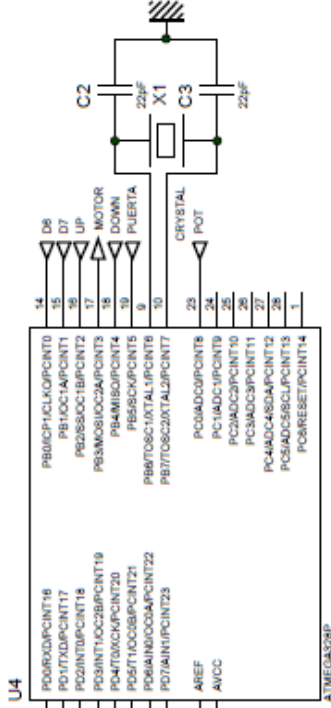 U4
PD0/RXD/PCINT16
PD1/TXD/PCINT17
PD2/INT0/PCINT18
PD3/INT1/OC2B/PCINT19
PD4/T0/XCK/PCINT20
PD5/T1/OC0B/PCINT21
PD6/AIN0/OC0A/PCINT22
PD7/AIN1/PCINT23
AREF
AVCC
ATMEGA328P
PB0/ICP1/CLKO/PCINT0
PB1/OC1A/PCINT1
PB2/SS/OC1B/PCINT2
PB3/MOSI/OC2A/PCINT3
PB4/MISO/PCINT4
PB5/SCK/PCINT5
PB6/TOSC1/XTAL1/PCINT6
PB7/TOSC2/XTAL2/PCINT7
PC0/ADC0/PCINT8
PC1/ADC1/PCINT9
PC2/ADC2/PCINT10
PC3/ADC3/PCINT11
PC4/ADC4/SDA/PCINT12
PC5/ADC5/SCL/PCINT13
PC6/RESET/PCINT14
14
15
16
17
18
19
9
10
23
24
25
26
27
28
1
D6
D7
UP
MOTOR
DOWN
PUERTA
POT
C2
22pF
X1
CRYSTAL
C3
22pF